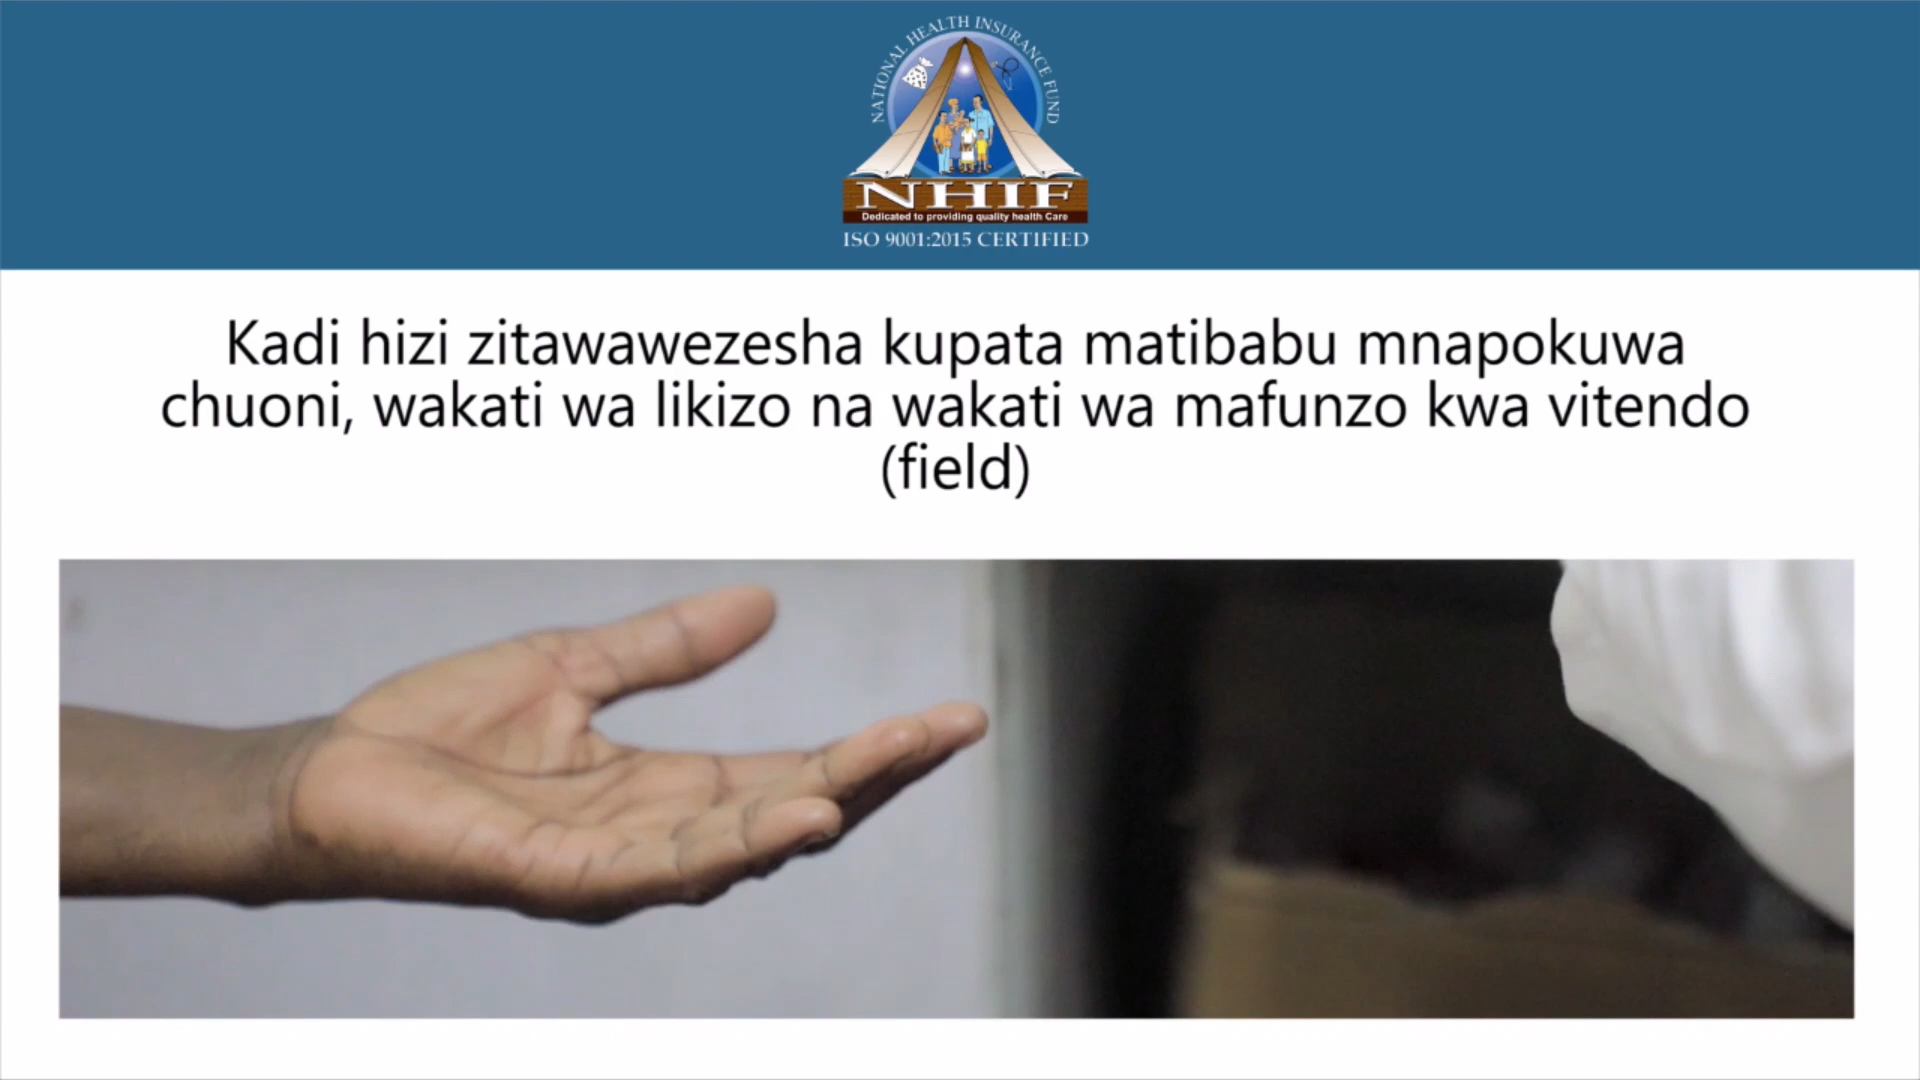 NATIONAL HEALTH INSURANCE FUND
NHIF
Dedicated to providing quality health Care
ISO 9001:2015 CERTIFIED
Kadi hizi zitawawezesha kupata matibabu mnapokuwa
chuoni, wakati wa likizo na wakati wa mafunzo kwa vitendo
(field)